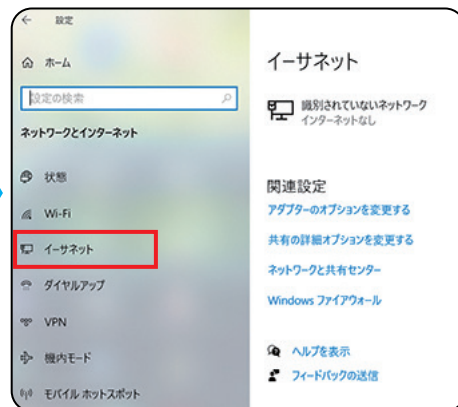 設定
ホーム
設定の検索
ネットワークとインターネット
状態
Wi-Fi
イーサネット
ダイヤルアップ
VPN
機内モード
モバイル ホットスポット
イーサネット
識別されていないネットワーク
インターネットなし
関連設定
アダプターのオプションを変更する
共有の詳細オプションを変更する
ネットワークと共有センター
Windows ファイアウォール
ヘルプを表示
フィードバックの送信